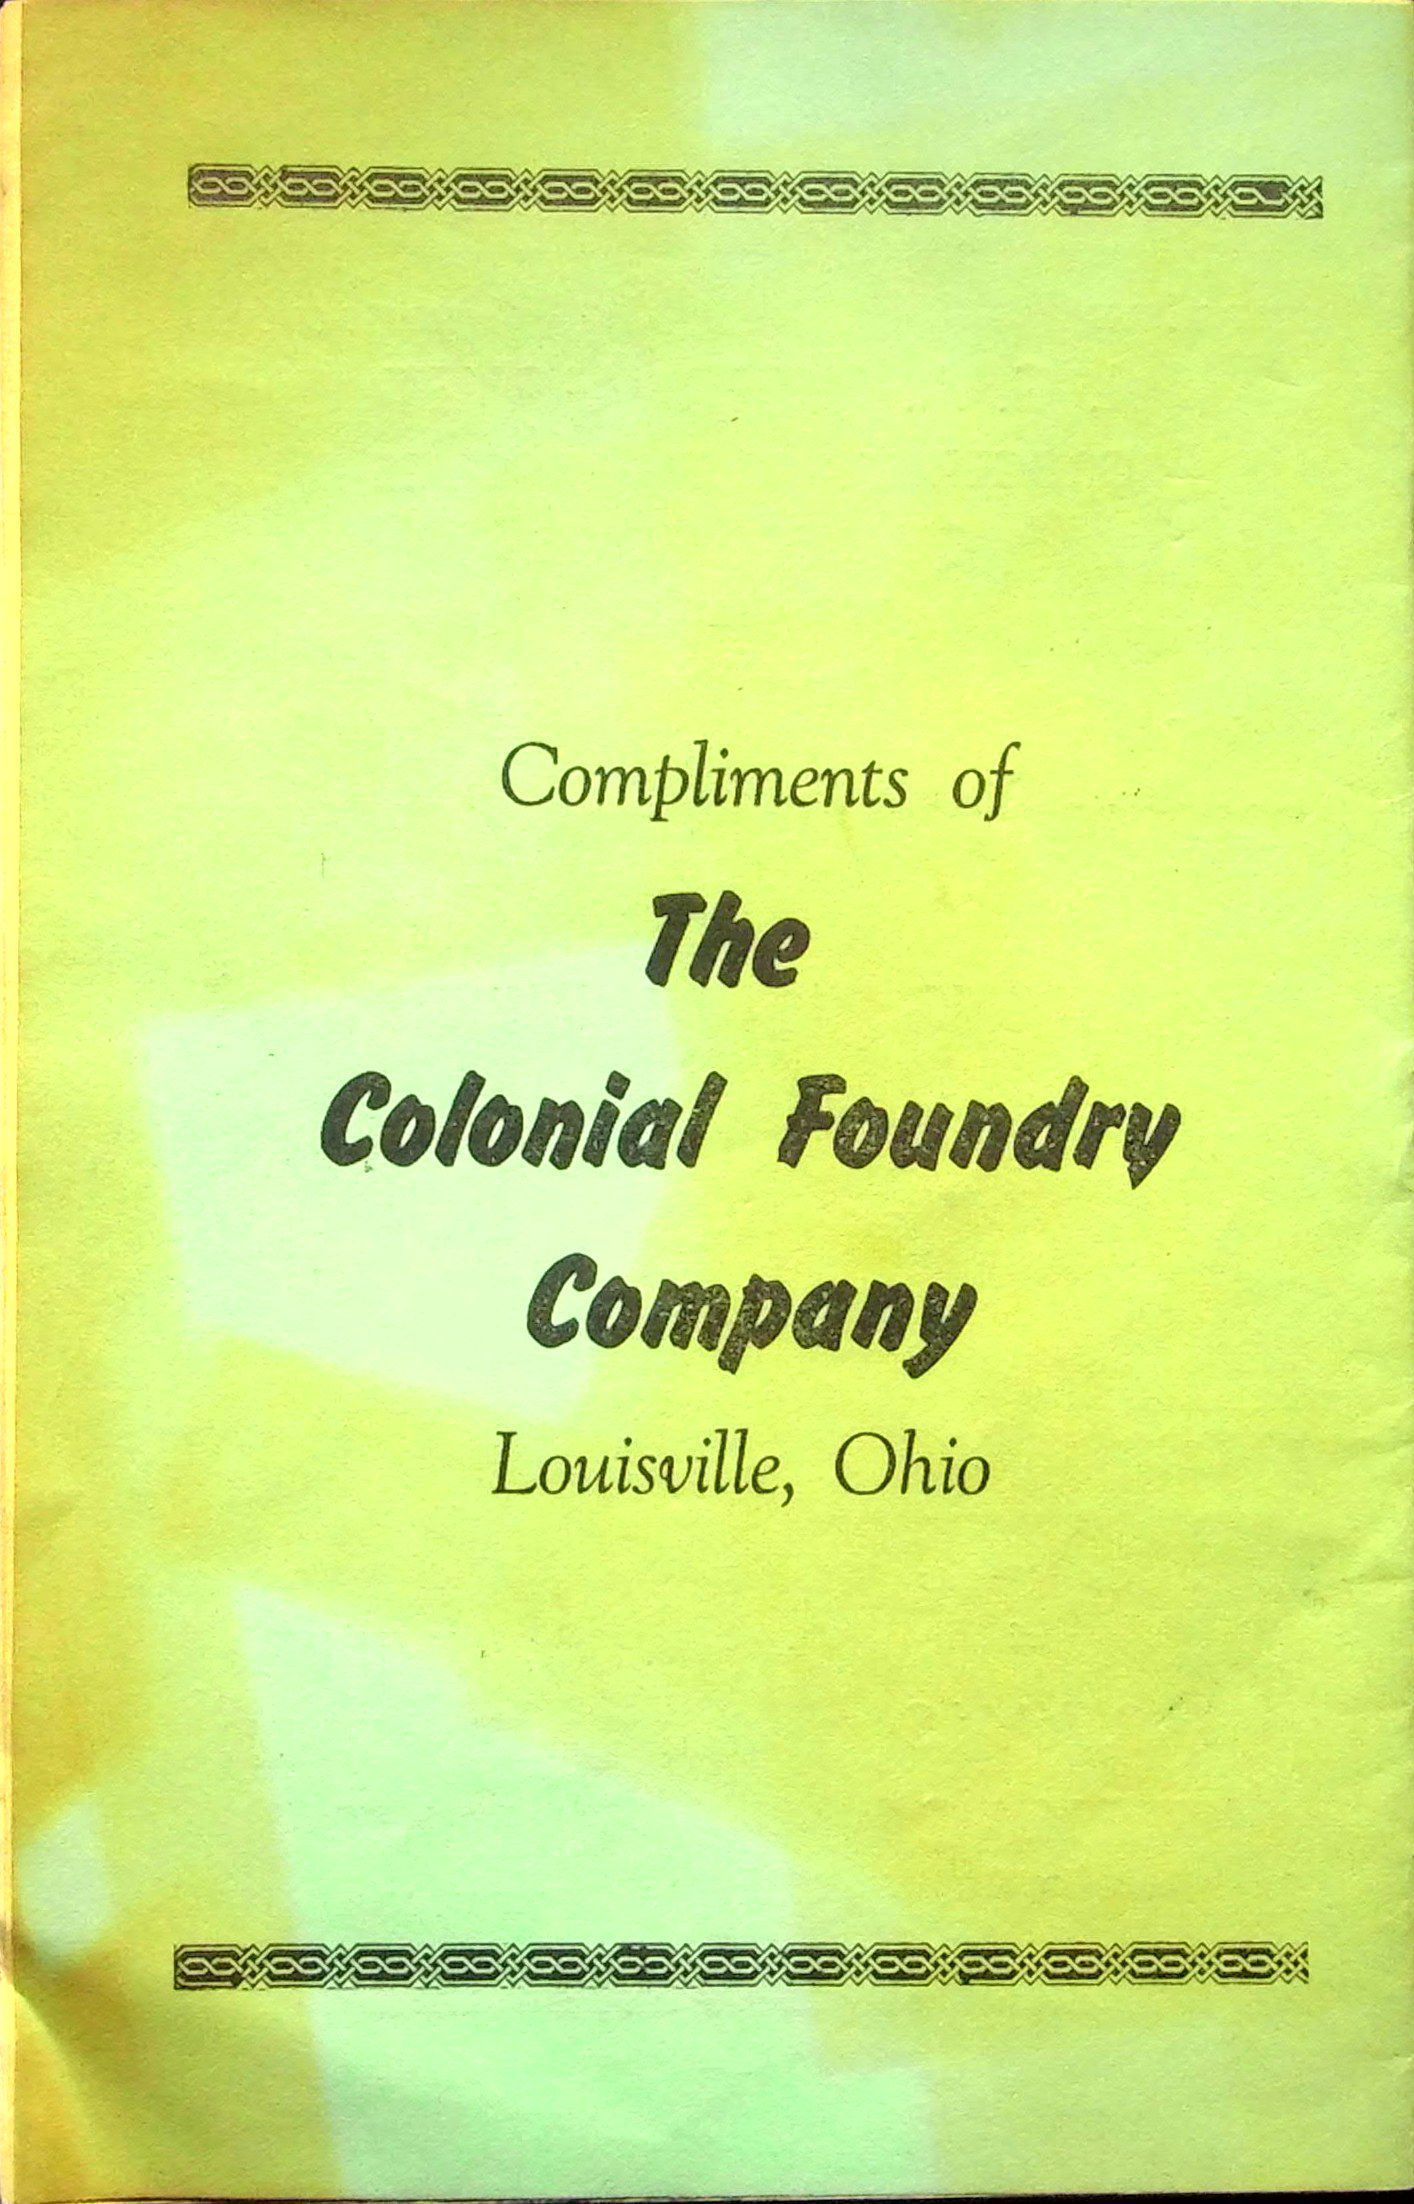 Compliments of
The
Colonial Foundry
Company
Louisville, Ohio